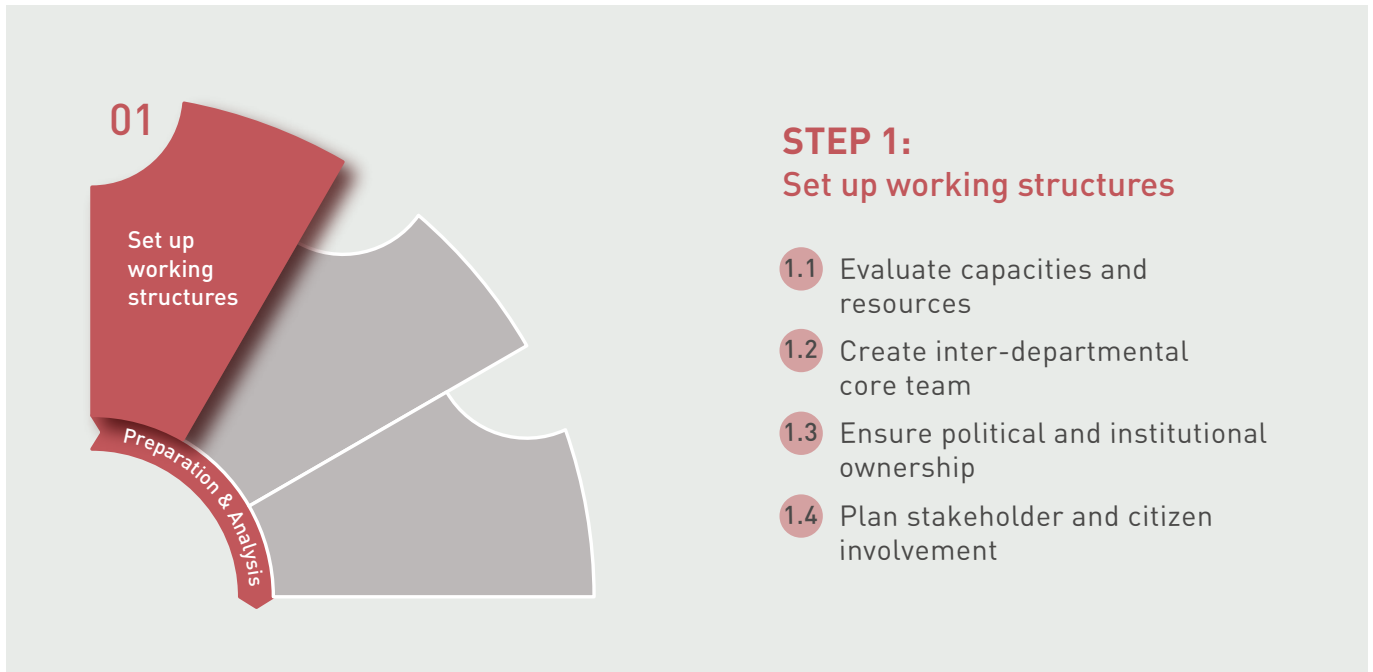 01
Set up
working
structures
Preparation & Analysis
STEP 1:
Set up working structures
1.1 Evaluate capacities and
resources
1.2 Create inter-departmental
core team
1.3 Ensure political and institutional
ownership
1.4 Plan stakeholder and citizen
involvement